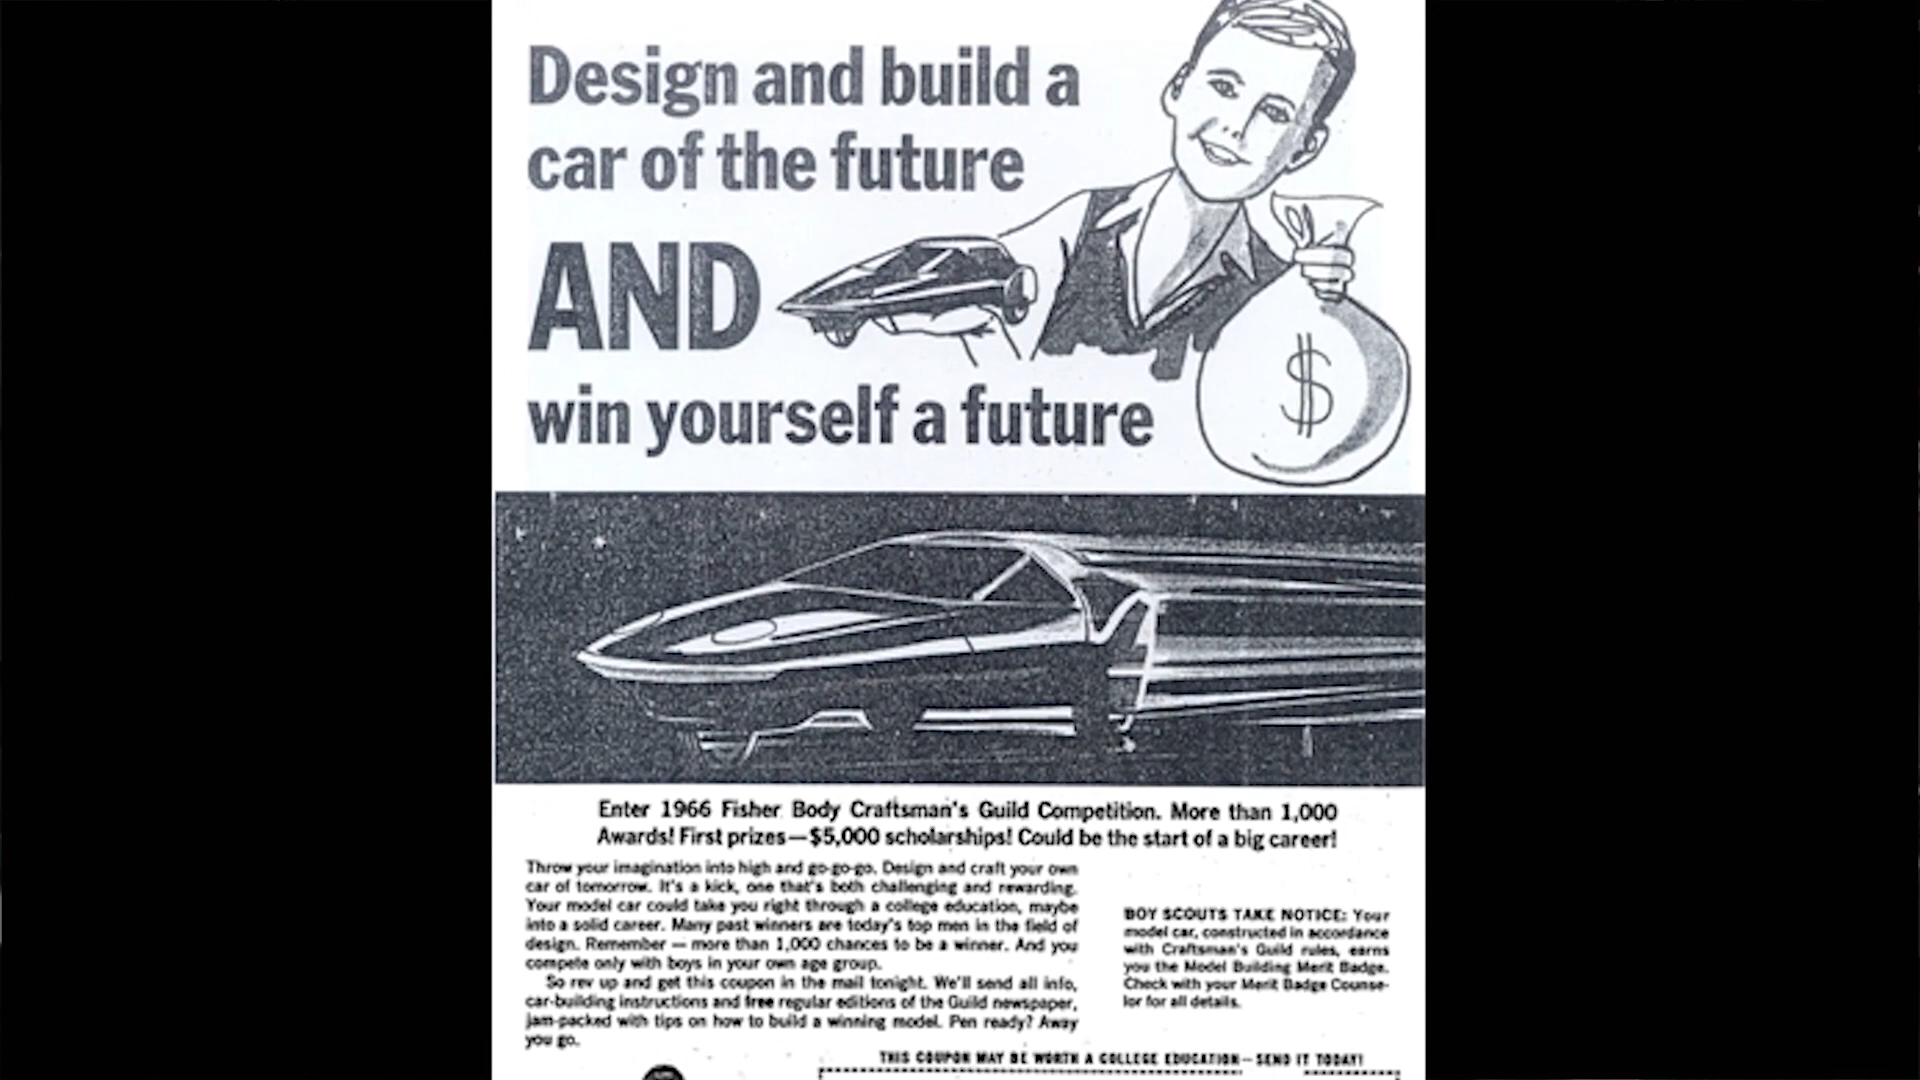 Design and build a
car of the future
AND
win yourself a future
$
Enter 1966 Fisher Body Craftsman's Guild Competition. More than 1,000
Awards! First prizes—$5,000 scholarships! Could be the start of a big career!
Throw your imagination into high and go-go-go. Design and craft your own
car of tomorrow. It's a kick, one that's both challenging and rewarding.
Your model car could take you right through a college education, maybe
into a solid career. Many past winners are today's top men in the field of
design. Remember — more than 1,000 chances to be a winner. And you
compete only with boys in your own age group.
So rev up and get this coupon in the mail tonight. We'll send all info,
car-building instructions and free regular editions of the Guild newspaper,
jam-packed with tips on how to build a winning model. Pen ready? Away
you go.
BOY SCOUTS TAKE NOTICE: Your
model car, constructed in accordance
with Craftsman's Guild rules, earns
you the Model Building Merit Badge.
Check with your Merit Badge Counse-
lor for all details.
THIS COUPON MAY BE WORTH A COLLEGE EDUCATION—SEND IT TODAY!